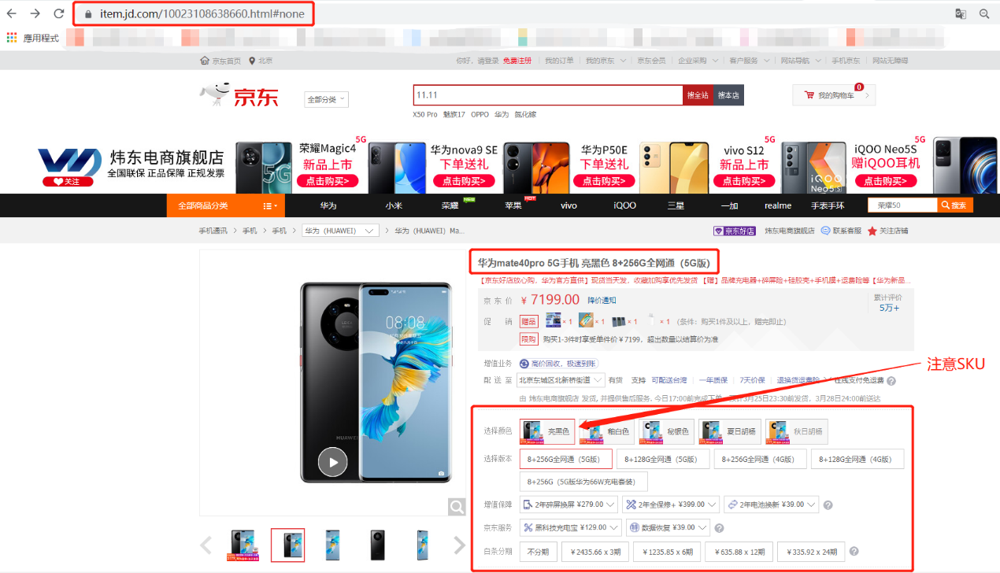 item.jd.com/10023108638660.html#none
應用程式
京东首页 北京 你好，请登录 免费注册 我的订单 我的京东 京东会员 企业采购 客户服务 网站导航 手机京东 网站无障碍
京东 全部分类 11.11 搜全站 搜本店 我的购物车 0
X50 Pro 魅族17 OPPO 华为 氮化镓
炜东电商旗舰店
全国联保 正品保障 正规发票
关注
荣耀Magic4 5G
新品上市
点击购买>
华为nova9 SE
下单送礼
点击购买>
华为P50E
下单送礼
点击购买>
vivo S12 5G
新品上市
点击购买>
iQOO Neo5S 5G
赠iQOO耳机
点击购买>
全部商品分类 华为 小米 荣耀 NEW 苹果 HOT vivo iQOO 三星 一加 realme 手表手环 荣耀50 搜索
手机通讯 > 手机 > 手机 > 华为（HUAWEI） > 华为（HUAWEI）Ma... 京东好店 炜东电商旗舰店 联系客服 关注店铺
华为mate40pro 5G手机 亮黑色 8+256G全网通（5G版）
【京东好店放心购，华为官方直供】现货当天发，收藏加购享优先发货 【赠】品牌充电器+碎屏险+硅胶壳+手机膜+运费险等【华为新品...
京东价 ￥7199.00 降价通知 累计评价
5万+
促销 赠品 × 1 × 1 × 1 × 1 （条件：购买1件及以上，赠完即止）
限购 购买1-3件时享受单件价￥7199，超出数量以结算价为准
增值业务 高价回收，极速到账
注意SKU
配送至 北京东城区北新桥街道 有货 支持 可配送台湾 一年质保 7天价保 退换货运费险 在线支付免运费
由 炜东电商旗舰店 发货，并提供售后服务. 今日17:00前完成下单，预计3月25日23:30前发货，3月28日24:00前送达
选择颜色 亮黑色 釉白色 秘银色 夏日胡杨 秋日胡杨
选择版本 8+256G全网通（5G版） 8+128G全网通（5G版） 8+256G全网通（4G版） 8+128G全网通（4G版）
8+256G（5G版华为66W充电套装）
增值保障 2年碎屏换屏 ¥279.00 2年全保修+ ¥399.00 2年电池换新 ¥39.00
京东服务 黑科技充电宝 ¥129.00 数据恢复 ¥39.00
白条分期 不分期 ￥2435.66 x 3期 ￥1235.85 x 6期 ￥635.88 x 12期 ￥335.92 x 24期
08:08
HUAWEI